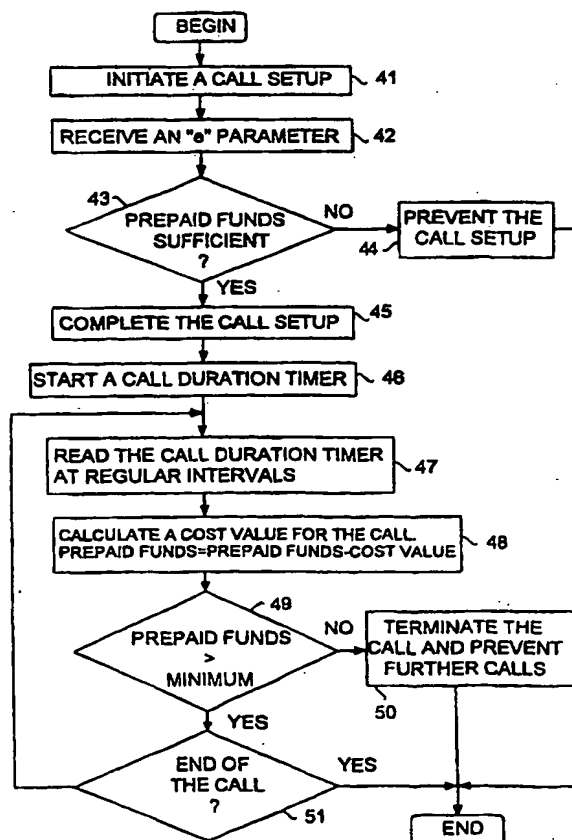 BEGIN
INITIATE A CALL SETUP
41
RECEIVE AN "e" PARAMETER
42
43
PREPAID FUNDS
SUFFICIENT
?
NO
PREVENT THE
CALL SETUP
44
YES
COMPLETE THE CALL SETUP
45
START A CALL DURATION TIMER
46
READ THE CALL DURATION TIMER
AT REGULAR INTERVALS
47
CALCULATE A COST VALUE FOR THE CALL.
PREPAID FUNDS=PREPAID FUNDS-COST VALUE
48
49
PREPAID FUNDS
>
MINIMUM
NO
TERMINATE THE
CALL AND PREVENT
FURTHER CALLS
50
YES
END OF
THE CALL
?
YES
51
END